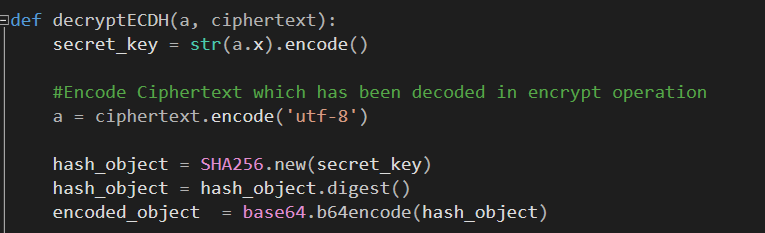 def decryptECDH(a, ciphertext):
secret_key = str(a.x).encode()
#Encode Ciphertext which has been decoded in encrypt operation
a = ciphertext.encode('utf-8')
hash_object = SHA256.new(secret_key)
hash_object = hash_object.digest()
encoded_object  = base64.b64encode(hash_object)